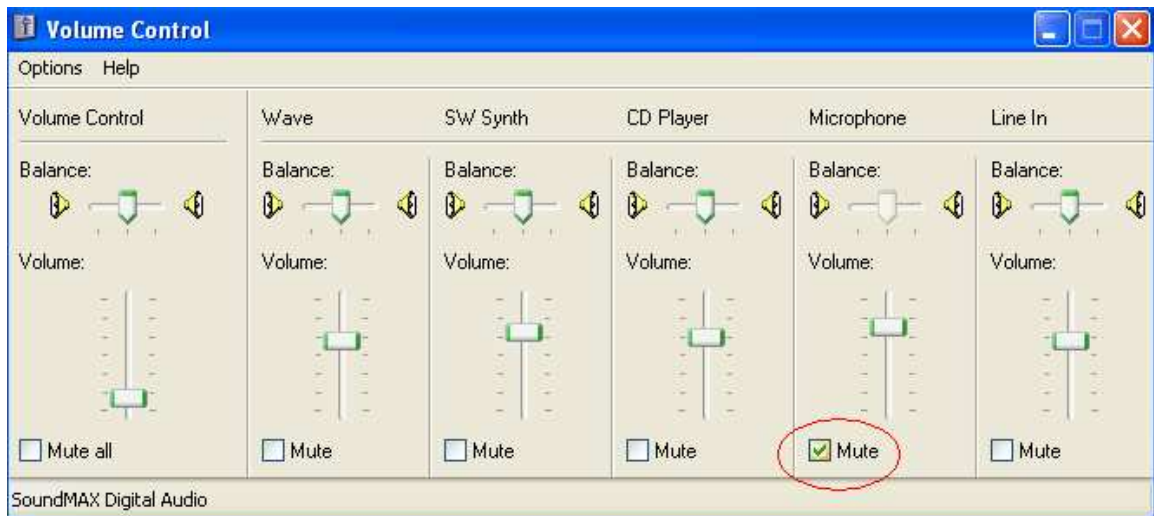 Volume Control
Options Help
Volume Control Wave SW Synth CD Player Microphone Line In
Balance: Balance: Balance: Balance: Balance: Balance:
Volume: Volume: Volume: Volume: Volume: Volume:
Mute all Mute Mute Mute Mute Mute
SoundMAX Digital Audio